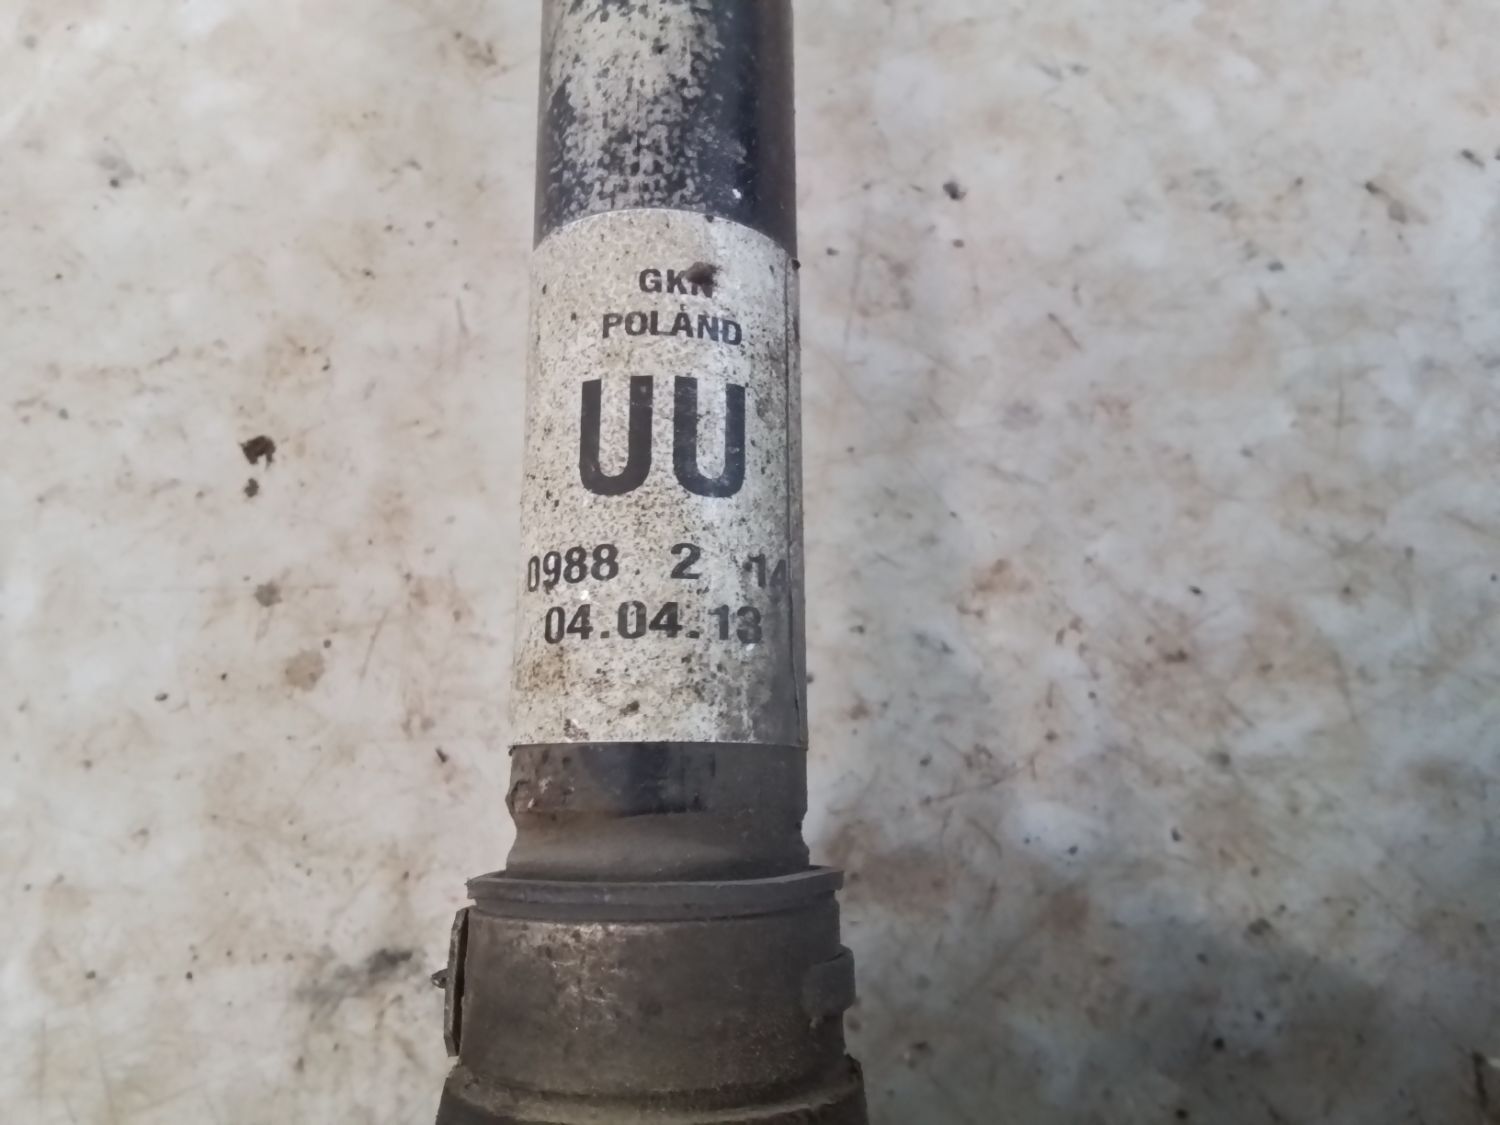 GKN
POLAND
UU
0988 2 14
04.04.13